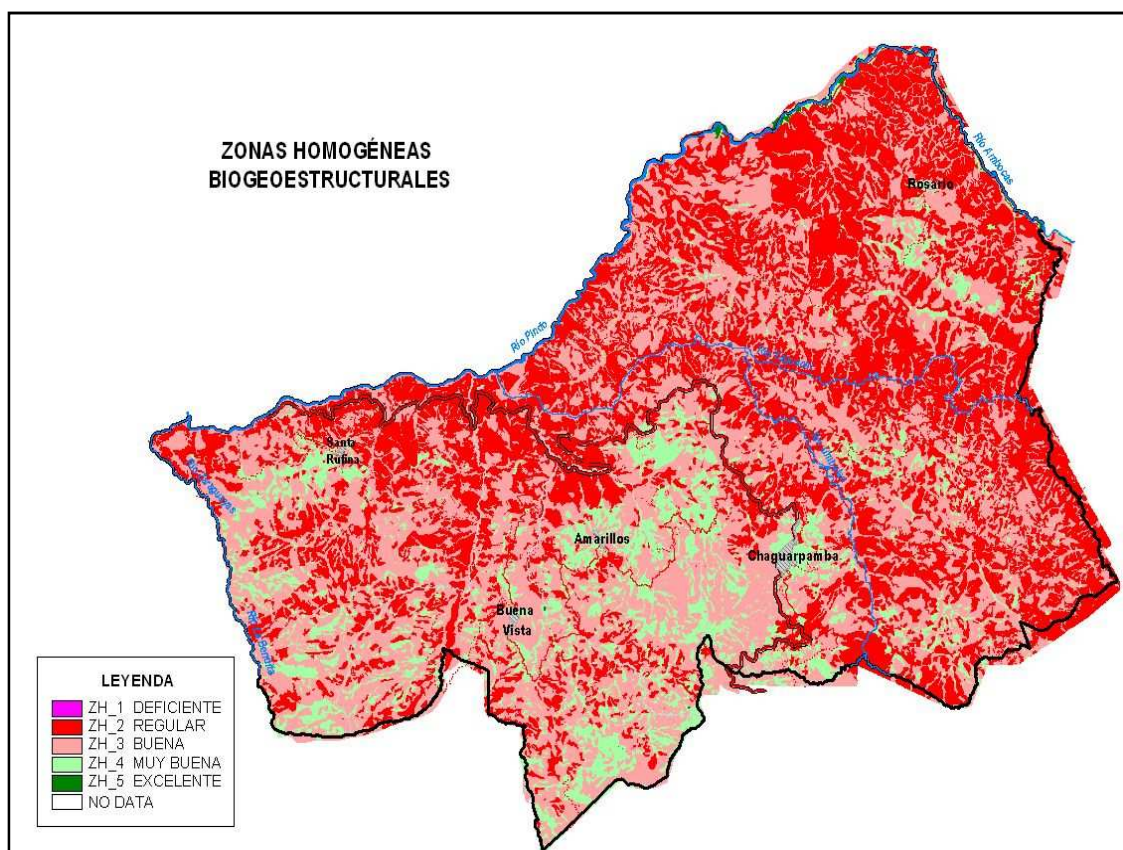 ZONAS HOMOGÉNEAS
BIOGEOESTRUCTURALES
Río Ambocas
Rosario
Río Pindo
Santa
Rufina
Amarillos
Chaguarpamba
Buena
Vista
LEYENDA
ZH_1 DEFICIENTE
ZH_2 REGULAR
ZH_3 BUENA
ZH_4 MUY BUENA
ZH_5 EXCELENTE
NO DATA